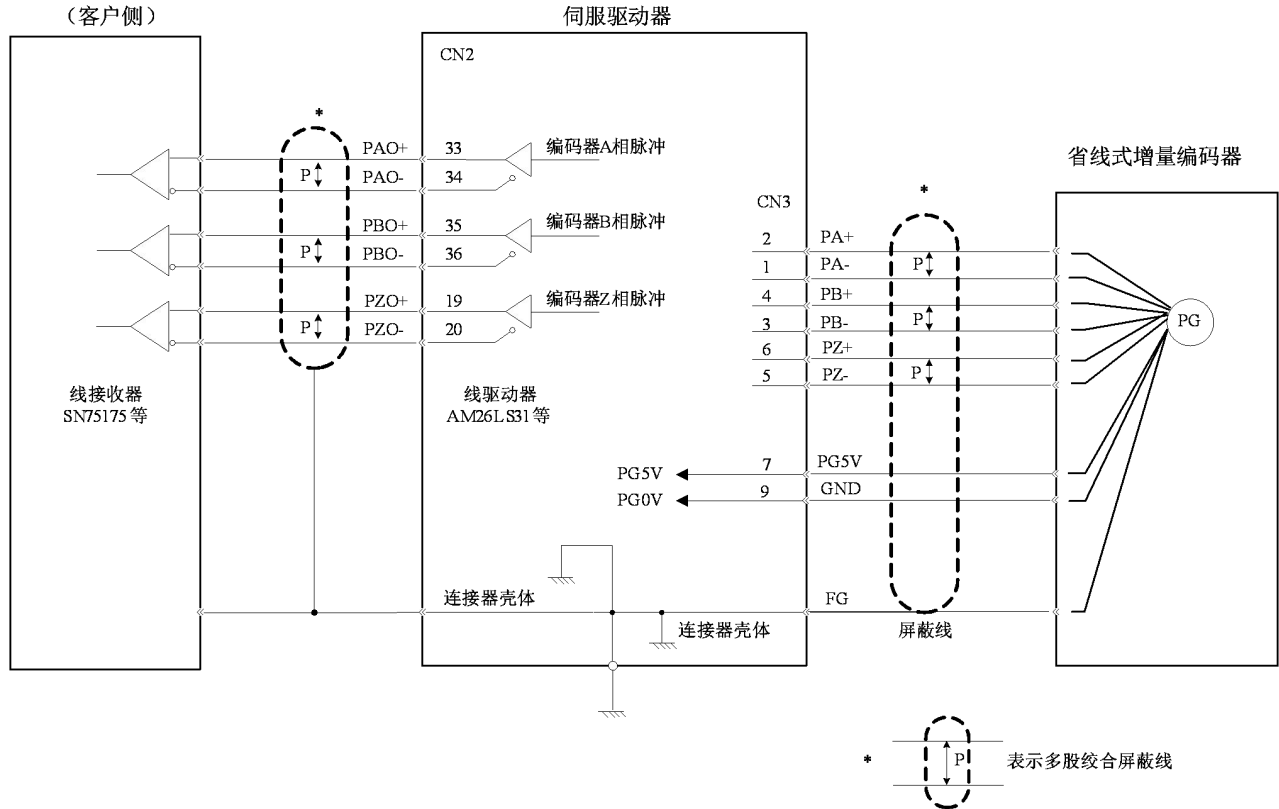 （客户侧）
伺服驱动器
CN2
*
PAO+ 33 编码器A相脉冲
P
PAO- 34
PBO+ 35 编码器B相脉冲
P
PBO- 36
PZO+ 19 编码器Z相脉冲
P
PZO- 20
线接收器
SN75175等
线驱动器
AM26LS31等
省线式增量编码器
*
CN3
2 PA+
P
1 PA-
4 PB+
P
3 PB-
6 PZ+
P
5 PZ-
PG
PG5V 7 PG5V
PG0V 9 GND
连接器壳体
连接器壳体
FG
屏蔽线
* P 表示多股绞合屏蔽线